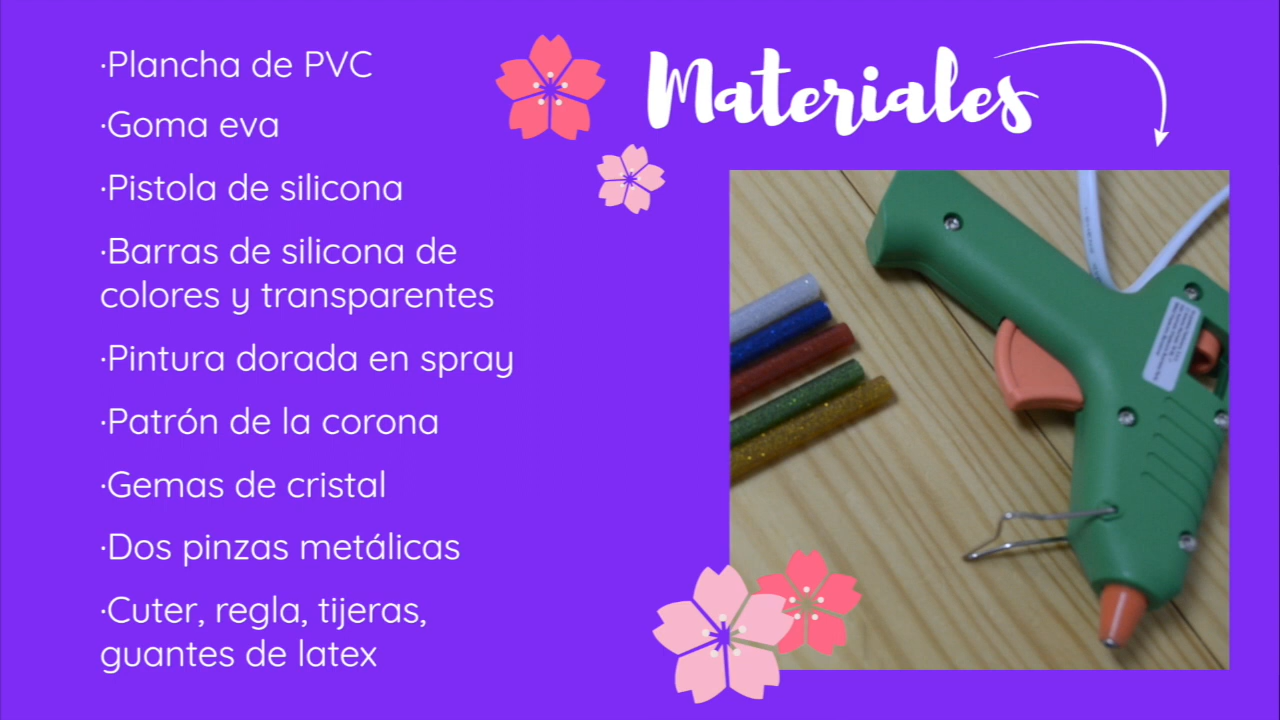 Materiales
·Plancha de PVC
·Goma eva
·Pistola de silicona
·Barras de silicona de
colores y transparentes
·Pintura dorada en spray
·Patrón de la corona
·Gemas de cristal
·Dos pinzas metálicas
·Cuter, regla, tijeras,
guantes de latex